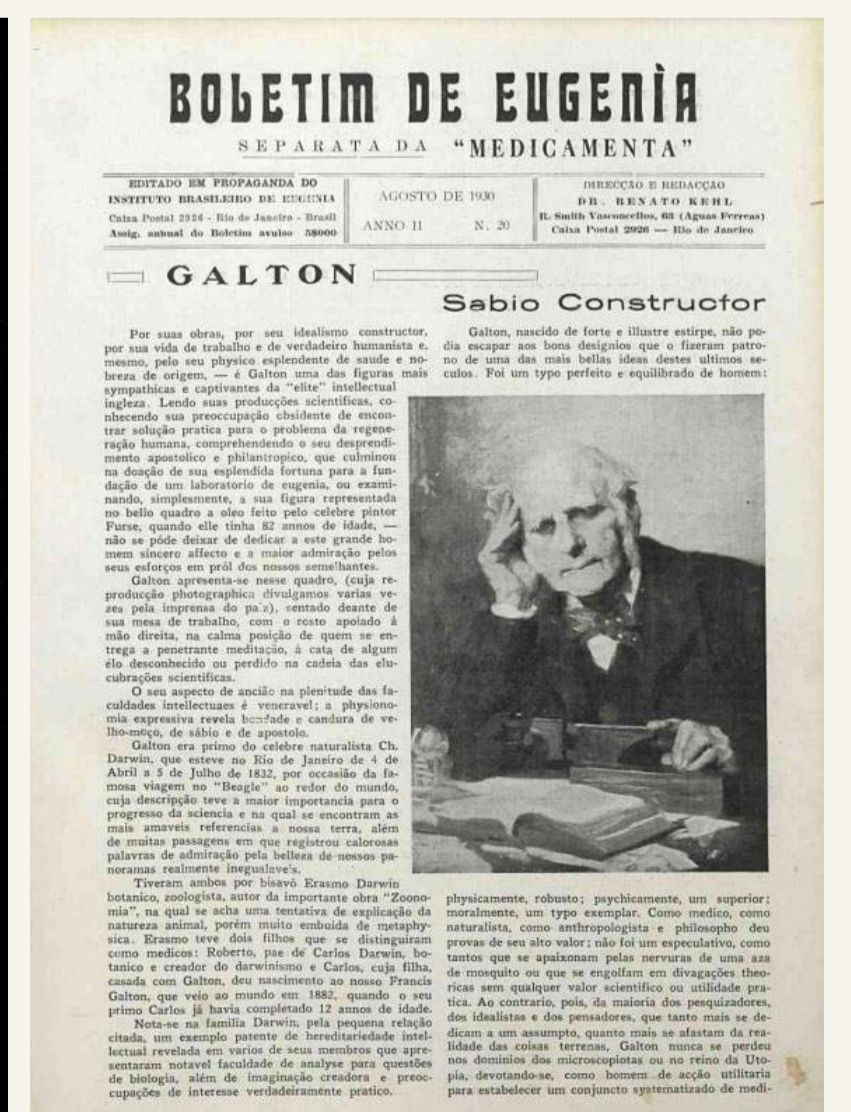 BOLETIM DE EUGENÌA
SEPARATA DA "MEDICAMENTA"
EDITADO EM PROPAGANDA DO
INSTITUTO BRASILEIRO DE EUGENIA
Caixa Postal 2926 - Rio de Janeiro - Brasil
Assig. annual do Boletim avulso 5$000
AGOSTO DE 1930
ANNO II N. 20
DIRECÇÃO E REDACÇÃO
DR. RENATO KEHL
R. Smith Vasconcellos, 63 (Aguas Ferreas)
Caixa Postal 2926 — Rio de Janeiro
GALTON
Sabio Constructor
Por suas obras, por seu idealismo constructor,
por sua vida de trabalho e de verdadeiro humanista e,
mesmo, pelo seu physico esplendente de saude e no-
breza de origem, — é Galton uma das figuras mais
sympathicas e captivantes da "elite" intellectual
ingleza. Lendo suas producções scientificas, co-
nhecendo sua preoccupação obsidente de encon-
trar solução pratica para o problema da regene-
ração humana, comprehendendo o seu desprendi-
mento apostolico e philantropico, que culminou
na doação de sua esplendida fortuna para a fun-
dação de um laboratorio de eugenia, ou exami-
nando, simplesmente, a sua figura representada
no bello quadro a oleo feito pelo celebre pintor
Furse, quando elle tinha 82 annos de idade, —
não se póde deixar de dedicar a este grande ho-
mem sincero affecto e a maior admiração pelos
seus esforços em pról dos nossos semelhantes.
Galton apresenta-se nesse quadro, (cuja re-
producção photographica divulgamos varias ve-
zes pela imprensa do paiz), sentado deante de
sua mesa de trabalho, com o rosto apoiado á
mão direita, na calma posição de quem se en-
trega a penetrante meditação, á cata de algum
élo desconhecido ou perdido na cadeia das elu-
cubrações scientificas.
O seu aspecto de ancião na plenitude das fa-
culdades intellectuaes é veneravel; a physiono-
mia expressiva revela bondade e candura de ve-
lho-moço, de sábio e de apostolo.
Galton era primo do celebre naturalista Ch.
Darwin, que esteve no Rio de Janeiro de 4 de
Abril a 5 de Julho de 1832, por occasião da fa-
mosa viagem no "Beagle" ao redor do mundo,
cuja descripção teve a maior importancia para o
progresso da sciencia e na qual se encontram as
mais amaveis referencias a nossa terra, além
de muitas passagens em que registrou calorosas
palavras de admiração pela belleza de nossos pa-
noramas realmente inegualaveis.
Tiveram ambos por bisavô Erasmo Darwin
botanico, zoologista, autor da importante obra "Zoono-
mia", na qual se acha uma tentativa de explicação da
natureza animal, porém muito embuida de metaphy-
sica. Erasmo teve dois filhos que se distinguiram
como medicos: Roberto, pae de Carlos Darwin, bo-
tanico e creador do darwinismo e Carlos, cuja filha,
casada com Galton, deu nascimento ao nosso Francis
Galton, que veio ao mundo em 1882, quando o seu
primo Carlos já havia completado 12 annos de idade.
Nota-se na familia Darwin, pela pequena relação
citada, um exemplo patente de hereditariedade intel-
lectual revelada em varios de seus membros que apre-
sentaram notavel faculdade de analyse para questões
de biologia, além de imaginação creadora e preoc-
cupações de interesse verdadeiramente pratico.
Galton, nascido de forte e illustre estirpe, não po-
dia escapar aos bons designios que o fizeram patro-
no de uma das mais bellas ideas destes ultimos se-
culos. Foi um typo perfeito e equilibrado de homem:
physicamente, robusto; psychicamente, um superior;
moralmente, um typo exemplar. Como medico, como
naturalista, como anthropologista e philosopho deu
provas de seu alto valor; não foi um especulativo, como
tantos que se apaixonam pelas nervuras de uma aza
de mosquito ou que se engolfam em divagações theo-
ricas sem qualquer valor scientifico ou utilidade pra-
tica. Ao contrario, pois, da maioria dos pesquizadores,
dos idealistas e dos pensadores, que tanto mais se de-
dicam a um assumpto, quanto mais se afastam da rea-
lidade das coisas terrenas, Galton nunca se perdeu
nos dominios dos microscopiotas ou no reino da Uto-
pia, devotando-se, como homem de acção utilitaria
para estabelecer um conjuncto systematizado de medi-